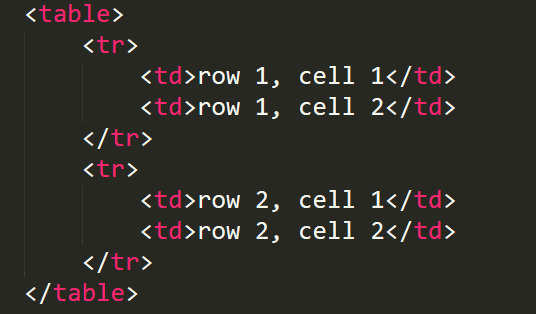 <table>
<tr>
<td>row 1, cell 1</td>
<td>row 1, cell 2</td>
</tr>
<tr>
<td>row 2, cell 1</td>
<td>row 2, cell 2</td>
</tr>
</table>